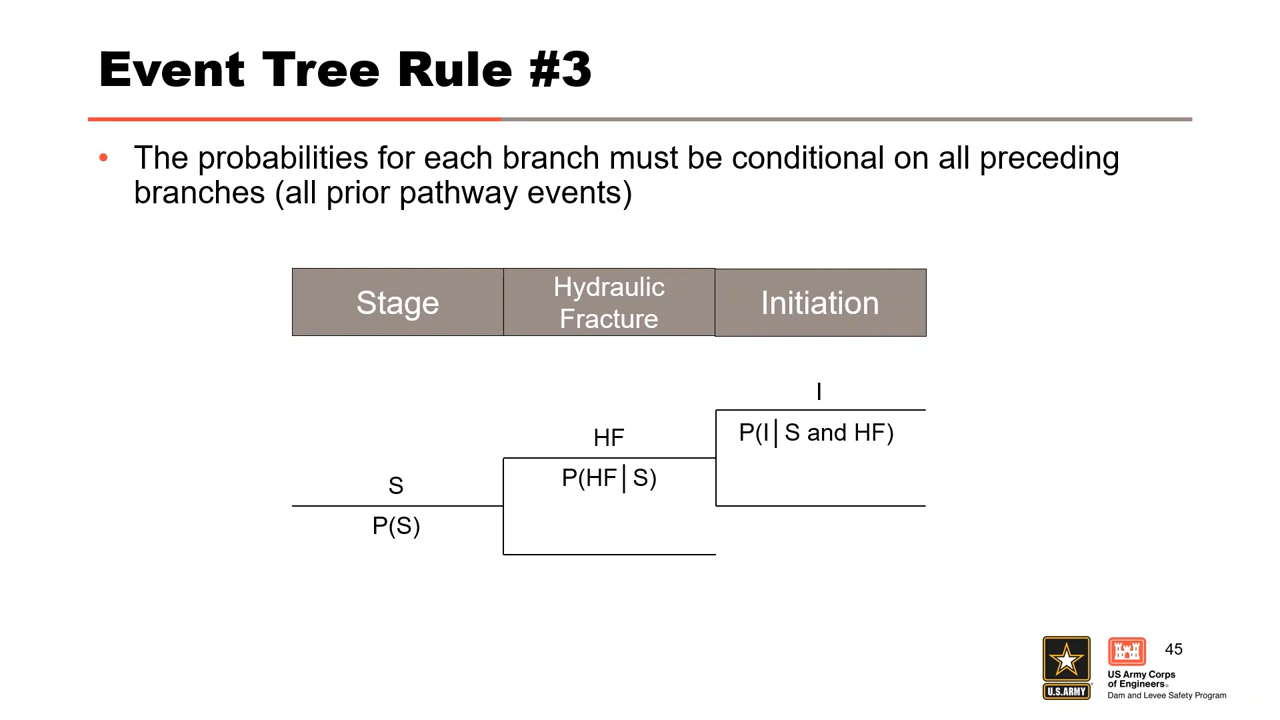 Event Tree Rule #3
• The probabilities for each branch must be conditional on all preceding
branches (all prior pathway events)
Stage
Hydraulic
Fracture
Initiation
I
P(I│S and HF)
HF
P(HF│S)
S
P(S)
45
U.S.ARMY
US Army Corps
of Engineers®
Dam and Levee Safety Program